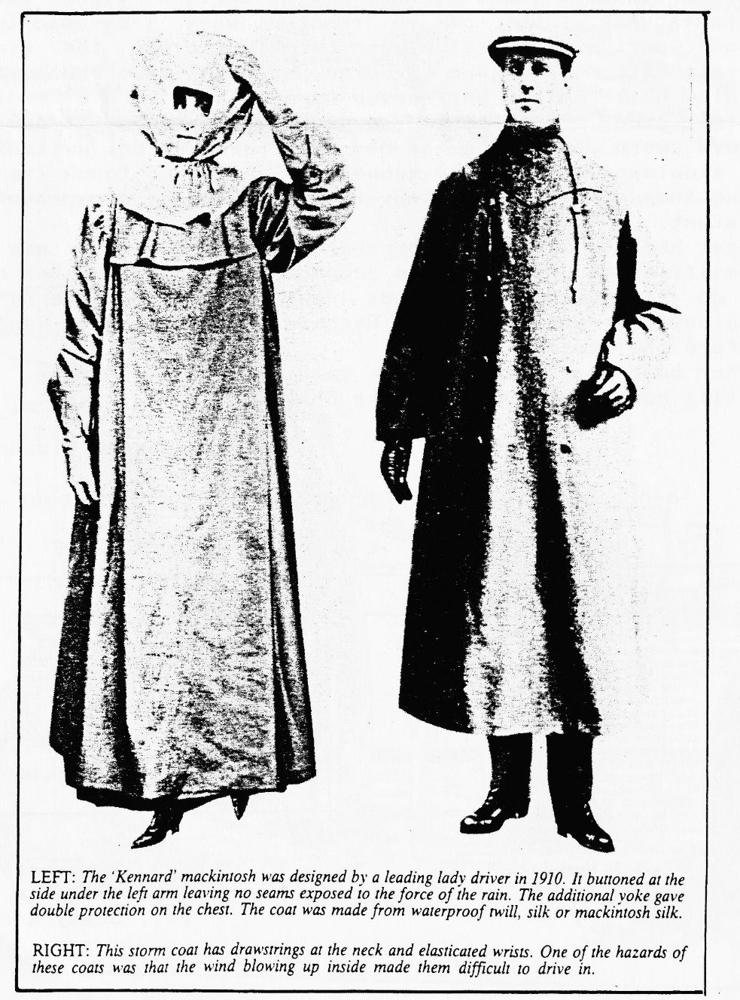 LEFT: The 'Kennard' mackintosh was designed by a leading lady driver in 1910. It buttoned at the
side under the left arm leaving no seams exposed to the force of the rain. The additional yoke gave
double protection on the chest. The coat was made from waterproof twill, silk or mackintosh silk.
RIGHT: This storm coat has drawstrings at the neck and elasticated wrists. One of the hazards of
these coats was that the wind blowing up inside made them difficult to drive in.